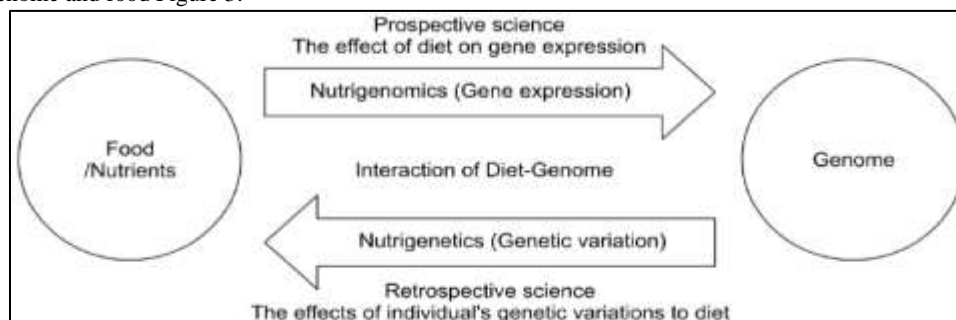 nome and food Figure 3.
Prospective science
The effect of diet on gene expression
Nutrigenomics (Gene expression)
Food
/Nutrients
Interaction of Diet-Genome
Genome
Nutrigenetics (Genetic variation)
Retrospective science
The effects of individual's genetic variations to diet